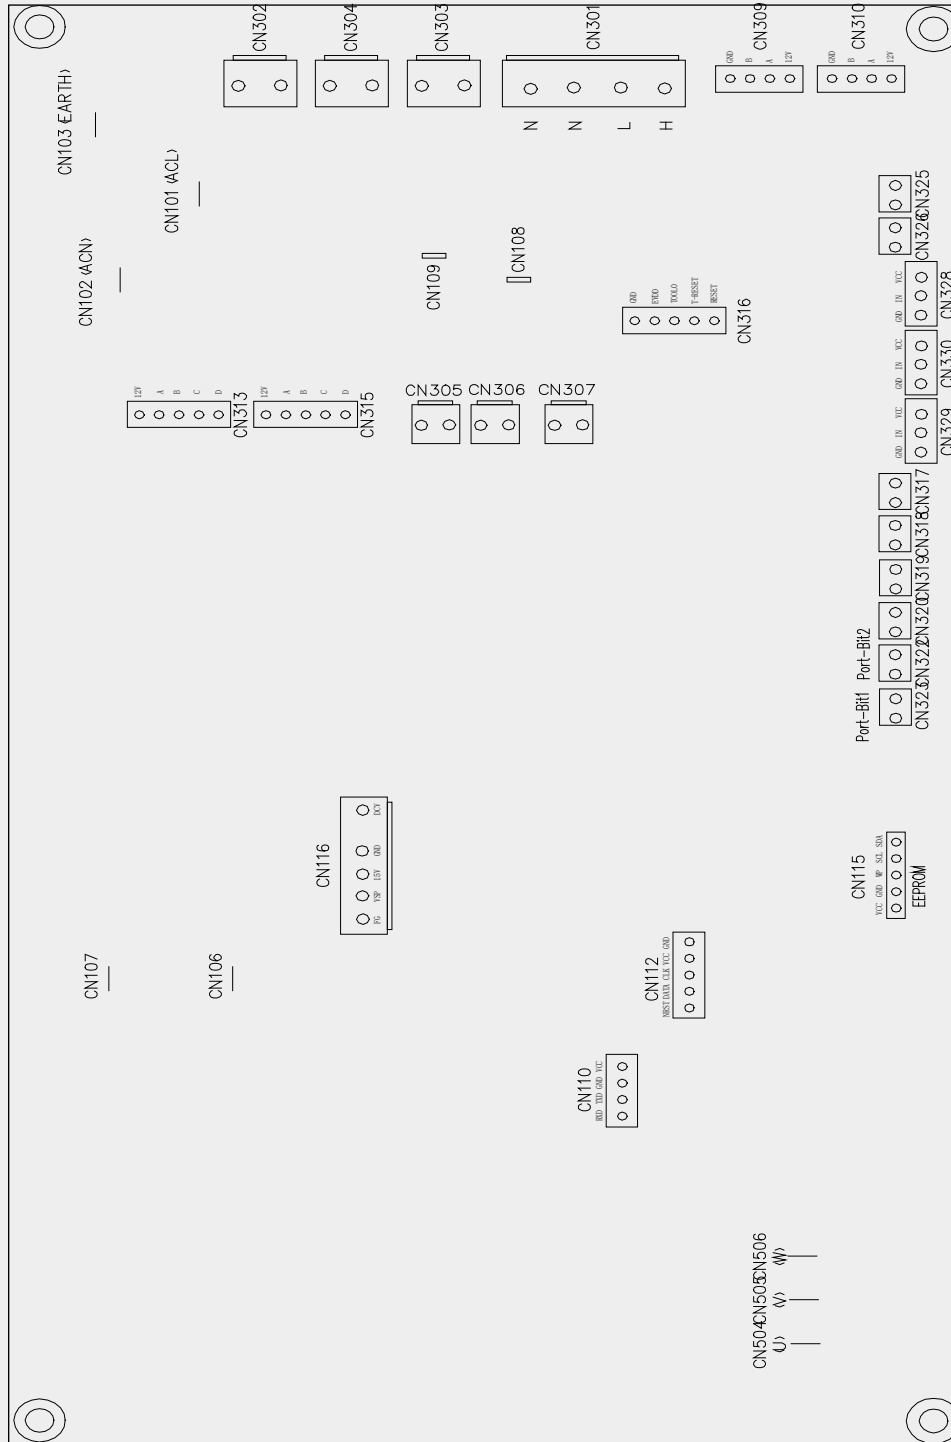 CN302
CN304
CN303
CN301
CN309
CN310
GND
B
A
12V
GND
B
A
12V
N
N
L
H
CN103 (EARTH)
CN101 (ACL)
CN102 (ACN)
CN109
CN108
CN325
CN326
GND IN VCC
CN328
GND IN VCC
CN330
GND IN VCC
CN329
GND
EVDD
TOOLO
T-RESET
RESET
CN316
12V
A
B
C
D
CN313
12V
A
B
C
D
CN315
CN305
CN306
CN307
CN317
CN318
CN319
CN320
Port-Bit2
CN322
Port-Bit1
CN323
CN116
FG VSP 15V GND DCV
CN115
VCC GND WP SCL SDA
EEPROM
CN107
CN106
CN112
NRST DATA CLK VCC GND
CN110
RXD TXD GND VCC
CN506
(W)
CN505
(V)
CN504
(U)